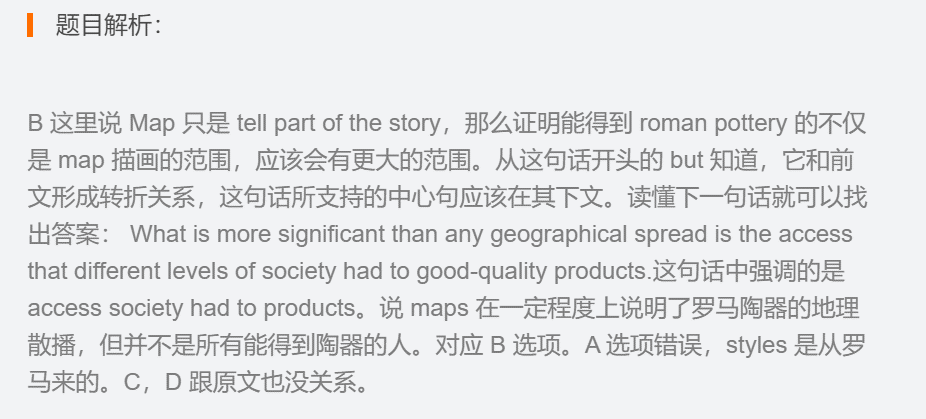 题目解析：
B 这里说 Map 只是 tell part of the story，那么证明能得到 roman pottery 的不仅
是 map 描画的范围，应该会有更大的范围。从这句话开头的 but 知道，它和前
文形成转折关系，这句话所支持的中心句应该在其下文。读懂下一句话就可以找
出答案： What is more significant than any geographical spread is the access
that different levels of society had to good-quality products.这句话中强调的是
access society had to products。说 maps 在一定程度上说明了罗马陶器的地理
散播，但并不是所有能得到陶器的人。对应 B 选项。A 选项错误，styles 是从罗
马来的。C，D 跟原文也没关系。